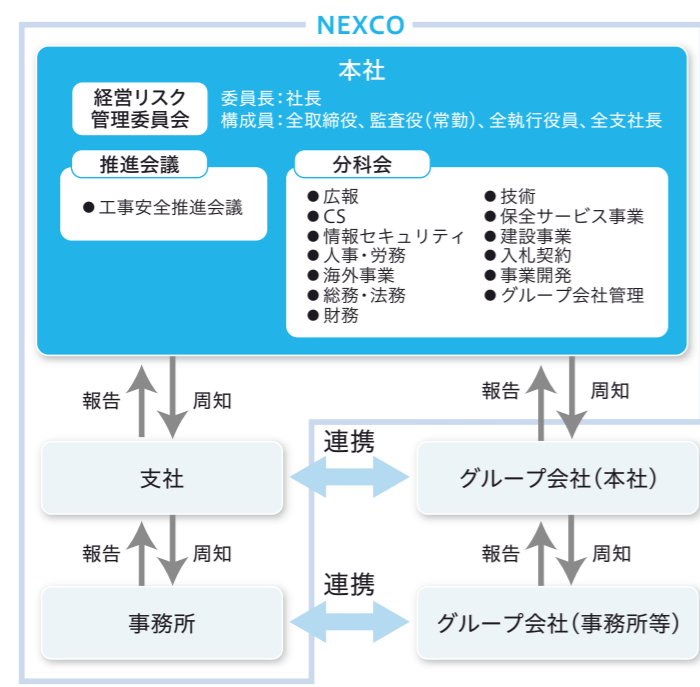 NEXCO
本社
経営リスク
管理委員会
委員長：社長
構成員：全取締役、監査役（常勤）、全執行役員、全支社長
推進会議
●工事安全推進会議
分科会
●広報
●CS
●情報セキュリティ
●人事・労務
●海外事業
●総務・法務
●財務
●技術
●保全サービス事業
●建設事業
●入札契約
●事業開発
●グループ会社管理
報告
周知
報告
周知
支社
連携
グループ会社（本社）
報告
周知
報告
周知
事務所
連携
グループ会社（事務所等）